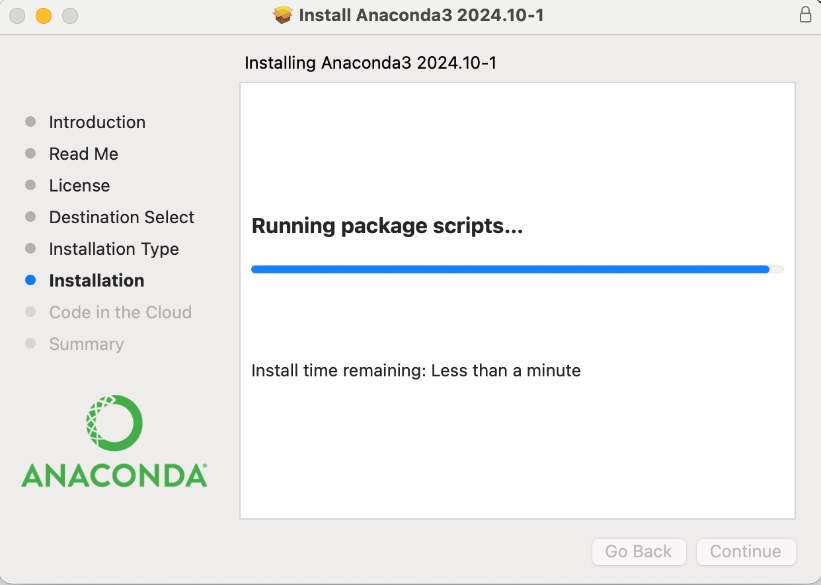 Install Anaconda3 2024.10-1
Installing Anaconda3 2024.10-1
Introduction
Read Me
License
Destination Select
Installation Type
Installation
Code in the Cloud
Summary
ANACONDA
Running package scripts...
Install time remaining: Less than a minute
Go Back
Continue